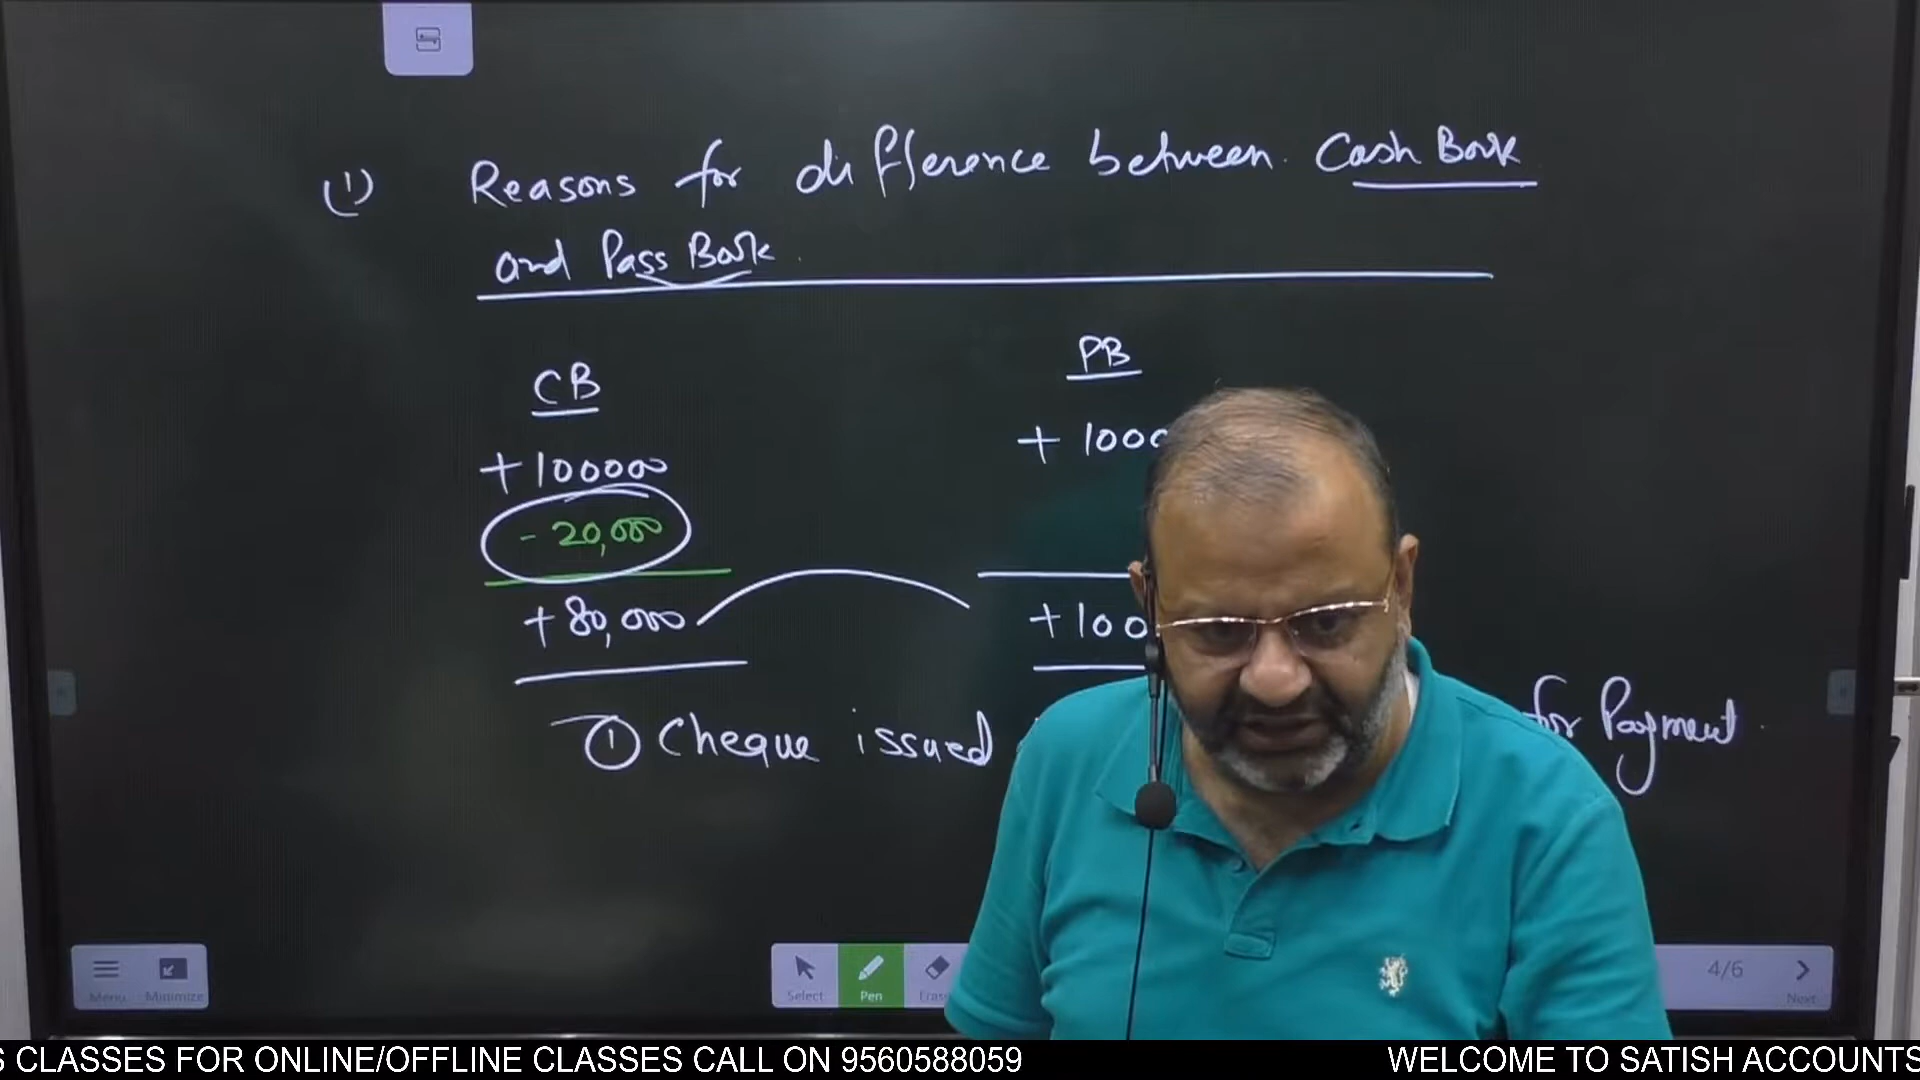 (1) Reasons for difference between Cash Book
and Pass Book.
CB
PB
+100000
+ 1000
- 20,000
+80,000
+100
① Cheque issued for Payment
Menu
Minimize
Select
Pen
4/6
Next
CLASSES FOR ONLINE/OFFLINE CLASSES CALL ON 9560588059
WELCOME TO SATISH ACCOUNTS